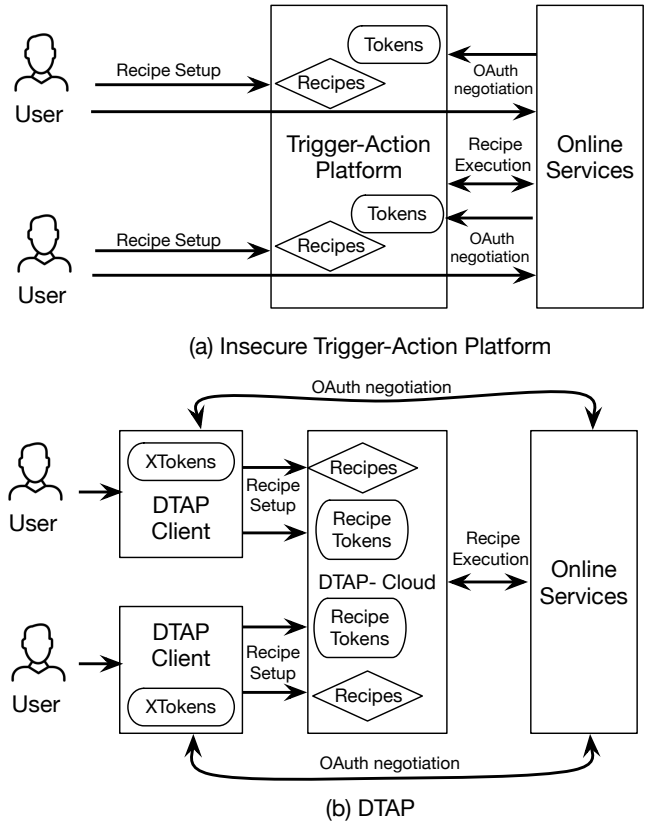 Tokens
Recipe Setup
Recipes
OAuth
negotiation
User
Trigger-Action
Platform
Recipe
Execution
Online
Services
Tokens
Recipe Setup
Recipes
OAuth
negotiation
User
(a) Insecure Trigger-Action Platform
OAuth negotiation
XTokens
Recipes
Recipe
Setup
User
DTAP
Client
Recipe
Tokens
Recipe
Execution
DTAP- Cloud
Online
Services
DTAP
Client
Recipe
Tokens
Recipe
Setup
User
XTokens
Recipes
OAuth negotiation
(b) DTAP